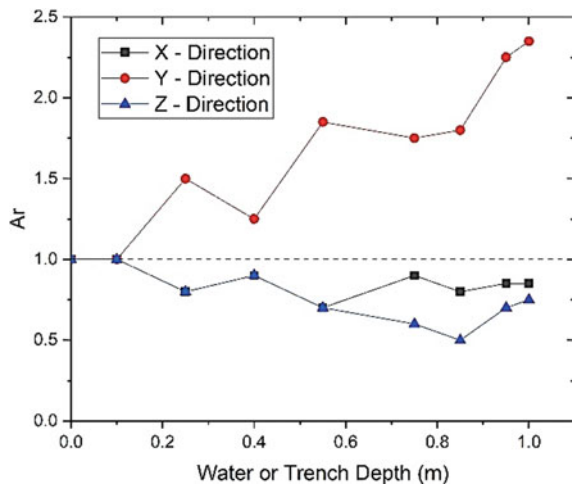 2.5
X - Direction
Y - Direction
Z - Direction
2.0
1.5
Ar
1.0
0.5
0.0
0.0 0.2 0.4 0.6 0.8 1.0
Water or Trench Depth (m)